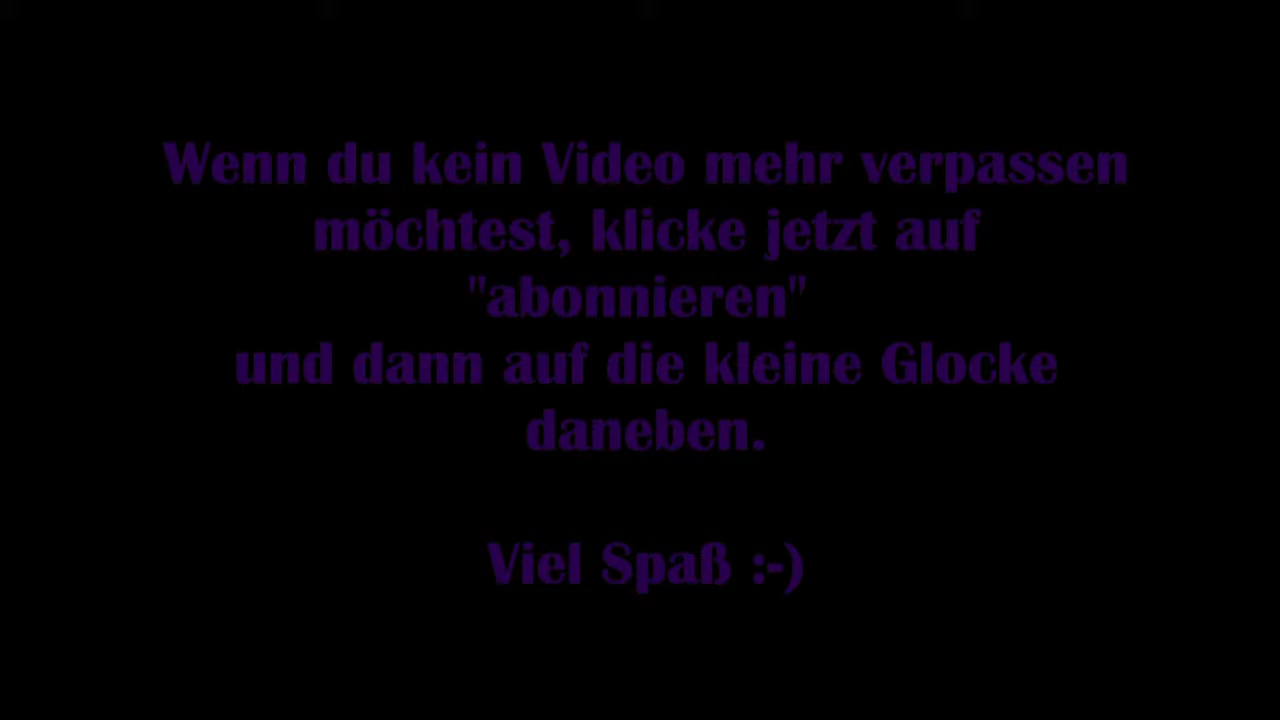 Wenn du kein Video mehr verpassen
möchtest, klicke jetzt auf
"abonnieren"
und dann auf die kleine Glocke
daneben.
Viel Spaß :-)